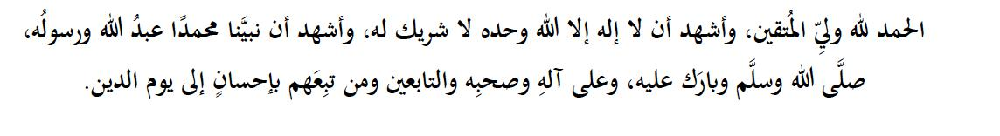 الحمد لله وليِّ المُتقين، وأشهد أن لا إله إلا الله وحده لا شريك له، وأشهد أن نبيَّنا محمدًا عبدُ الله ورسولُه،
صلَّى الله وسلَّم وبارَك عليه، وعلى آلهِ وصحبِه والتابعين ومن تبِعَهم بإحسانٍ إلى يوم الدين.